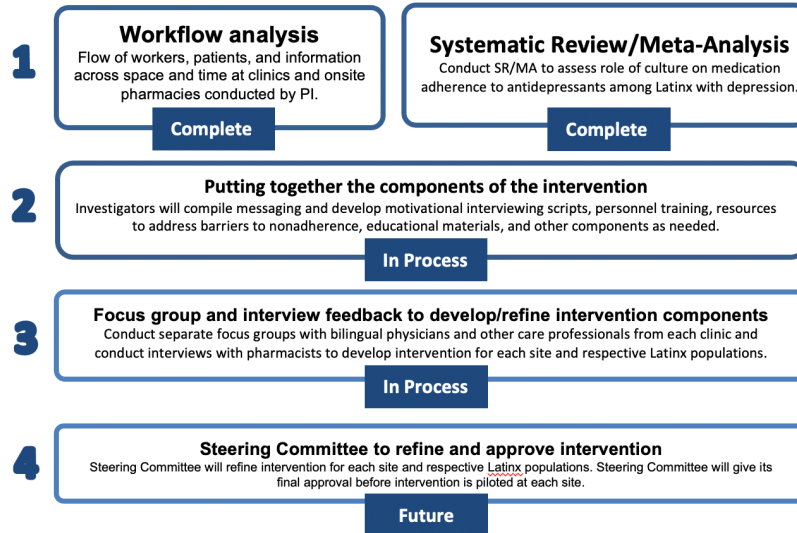 1
Workflow analysis
Flow of workers, patients, and information
across space and time at clinics and onsite
pharmacies conducted by PI.
Complete
Systematic Review/Meta-Analysis
Conduct SR/MA to assess role of culture on medication
adherence to antidepressants among Latinx with depression.
Complete
2
Putting together the components of the intervention
Investigators will compile messaging and develop motivational interviewing scripts, personnel training, resources
to address barriers to nonadherence, educational materials, and other components as needed.
In Process
3
Focus group and interview feedback to develop/refine intervention components
Conduct separate focus groups with bilingual physicians and other care professionals from each clinic and
conduct interviews with pharmacists to develop intervention for each site and respective Latinx populations.
In Process
4
Steering Committee to refine and approve intervention
Steering Committee will refine intervention for each site and respective Latinx populations. Steering Committee will give its
final approval before intervention is piloted at each site.
Future